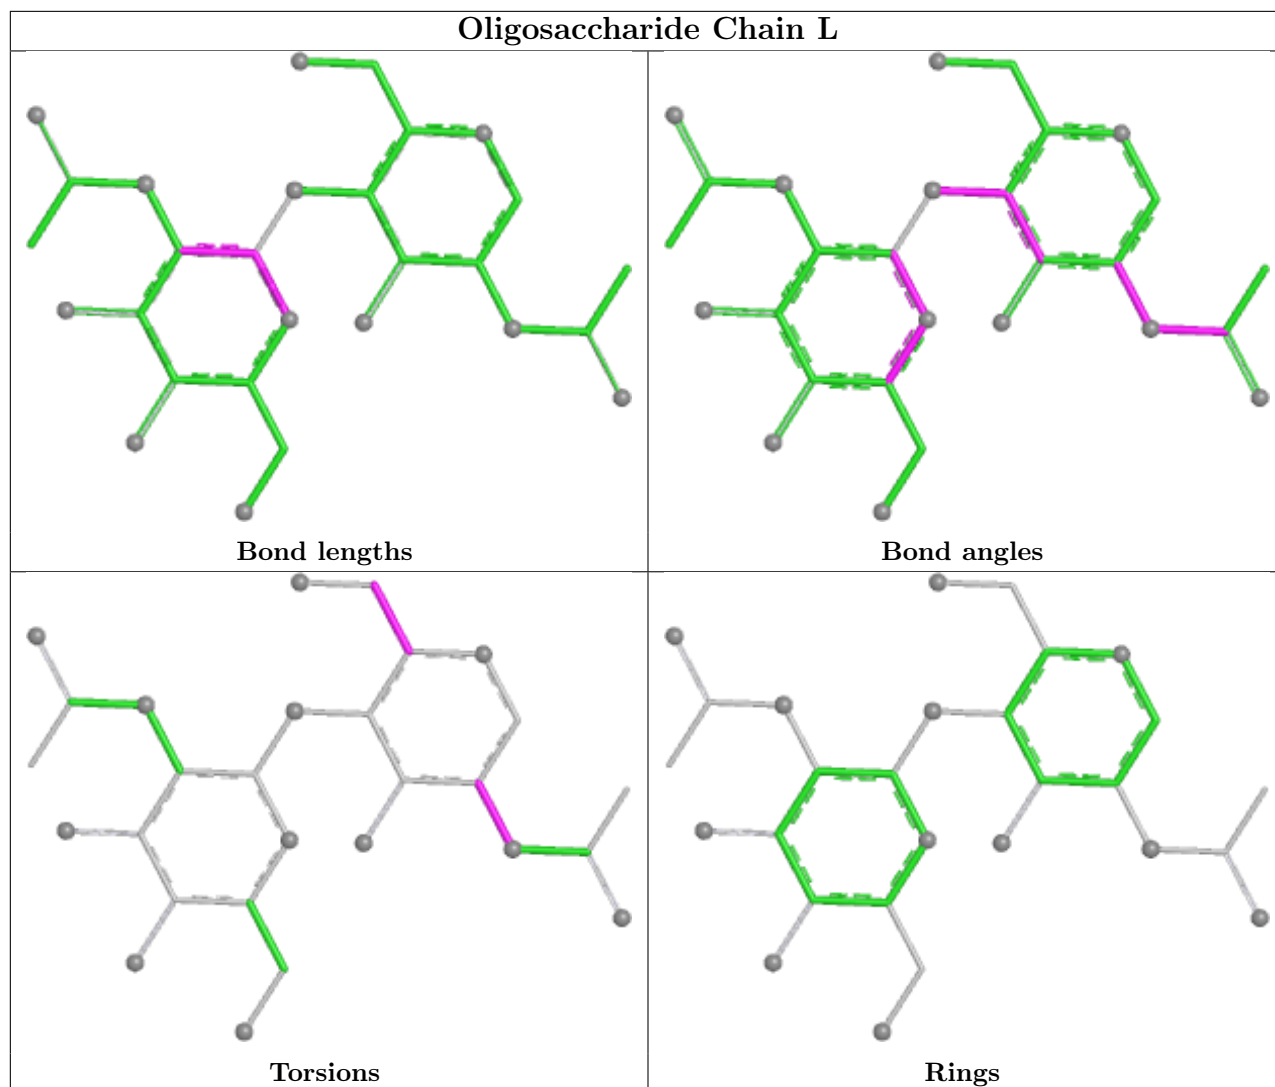 Oligosaccharide Chain L
Bond lengths
Bond angles
Torsions
Rings